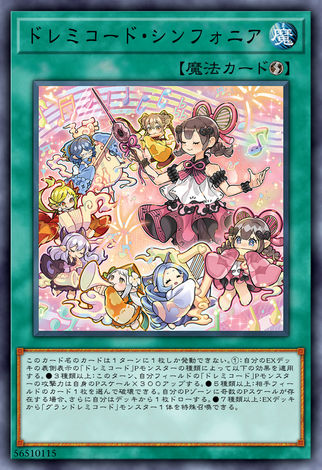 ドレミコード・シンフォニア
魔
【魔法カード】
このカード名のカードは1ターンに1枚しか発動できない。①:自分のEXデッ
キの表側表示の「ドレミコード」Pモンスターの種類によって以下の効果を適用
する。●3種類以上:このターン、自分フィールドの「ドレミコード」Pモンスタ
ーの攻撃力は自身のPスケール×300アップする。●5種類以上:相手フィー
ルドのカード1枚を選んで破壊できる。自分のPゾーンに奇数のPスケールが存
在する場合、さらに自分はデッキから1枚ドローする。●7種類以上:EXデッキ
から「グランドレミコード」モンスター1体を特殊召喚できる。
56510115